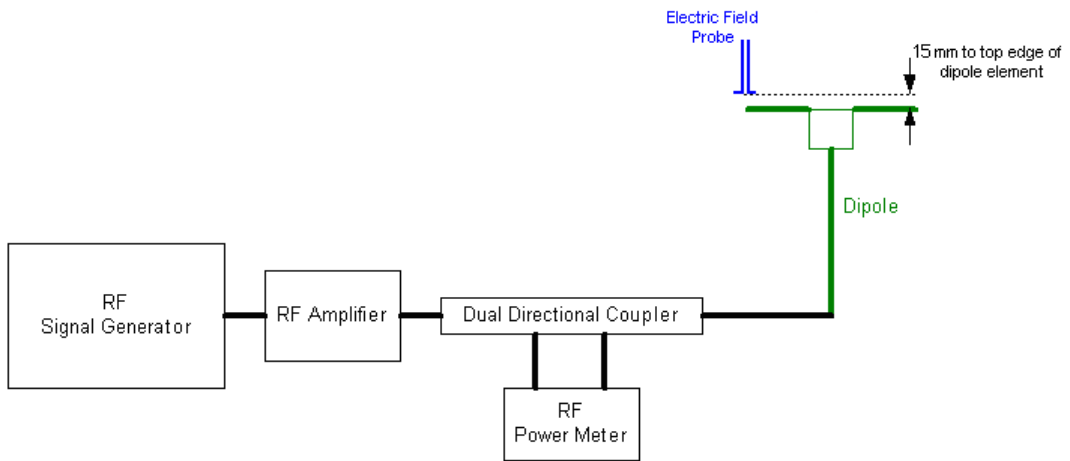 Electric Field
Probe
15 mm to top edge of
dipole element
Dipole
RF
Signal Generator
RF Amplifier
Dual Directional Coupler
RF
Power Meter